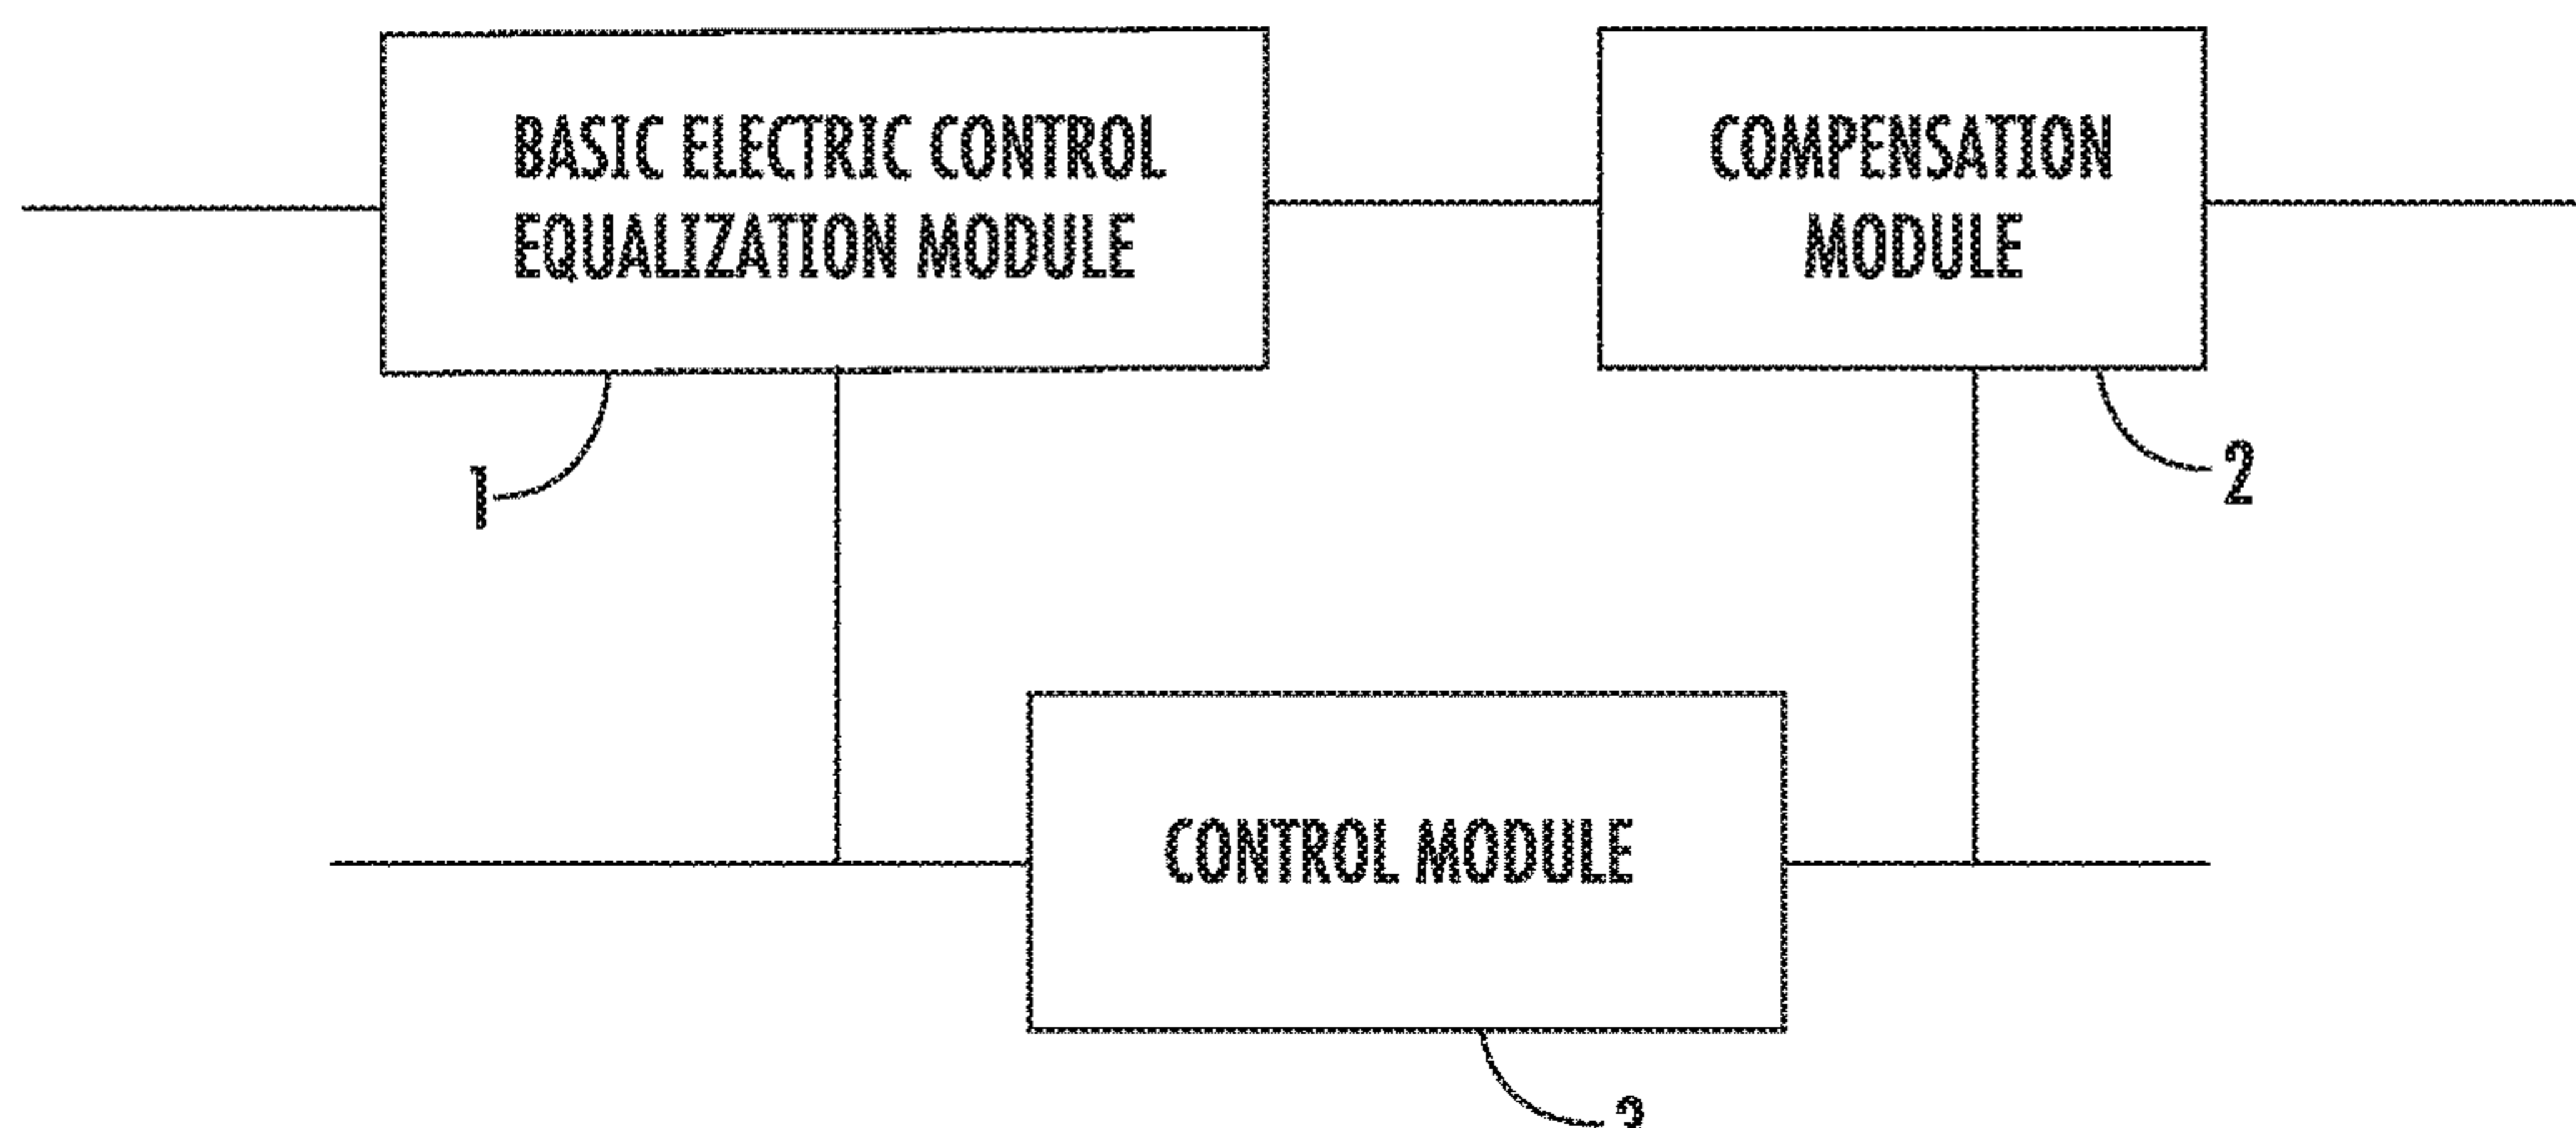 BASIC ELECTRIC CONTROL
EQUALIZATION MODULE
COMPENSATION
MODULE
1
2
CONTROL MODULE
3